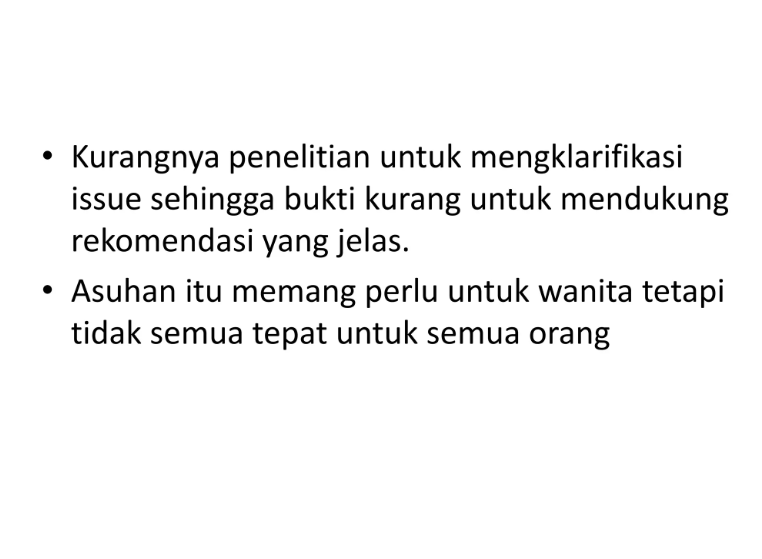 • Kurangnya penelitian untuk mengklarifikasi
issue sehingga bukti kurang untuk mendukung
rekomendasi yang jelas.
• Asuhan itu memang perlu untuk wanita tetapi
tidak semua tepat untuk semua orang